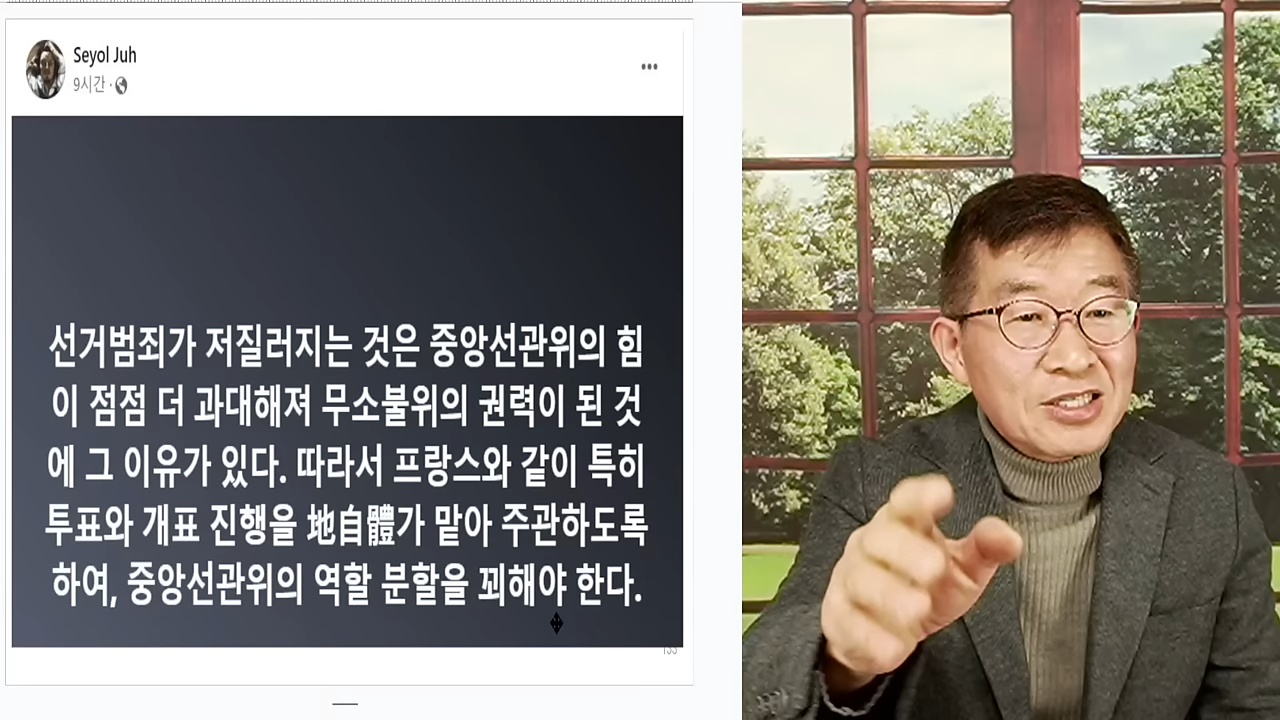 Seyol Juh
9시간
선거범죄가 저질러지는 것은 중앙선관위의 힘
이 점점 더 과대해져 무소불위의 권력이 된 것
에 그 이유가 있다. 따라서 프랑스와 같이 특히
투표와 개표 진행을 地自體가 맡아 주관하도록
하여, 중앙선관위의 역할 분할을 꾀해야 한다.